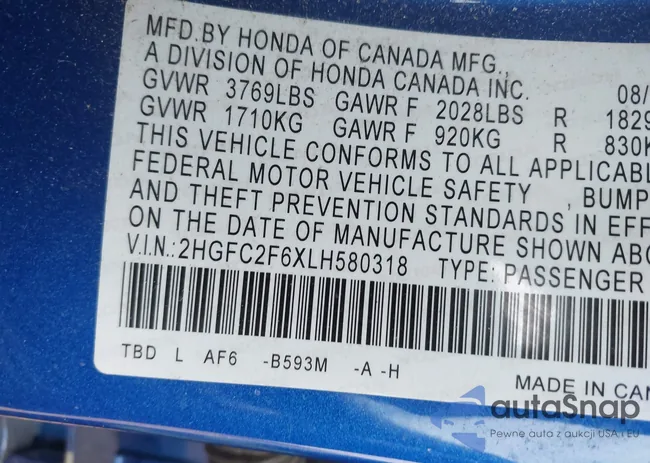 MFD.BY HONDA OF CANADA MFG.,
A DIVISION OF HONDA CANADA INC. 08/
GVWR 3769LBS GAWR F 2028LBS R 1829
GVWR 1710KG GAWR F 920KG R 830K
THIS VEHICLE CONFORMS TO ALL APPLICABL
FEDERAL MOTOR VEHICLE SAFETY , BUMP
AND THEFT PREVENTION STANDARDS IN EFF
ON THE DATE OF MANUFACTURE SHOWN ABO
V.I.N.:2HGFC2F6XLH580318 TYPE:PASSENGER
TBD L AF6 -B593M -A -H
MADE IN CAN
autoSnap
Pewne auta z aukcji USA i EU